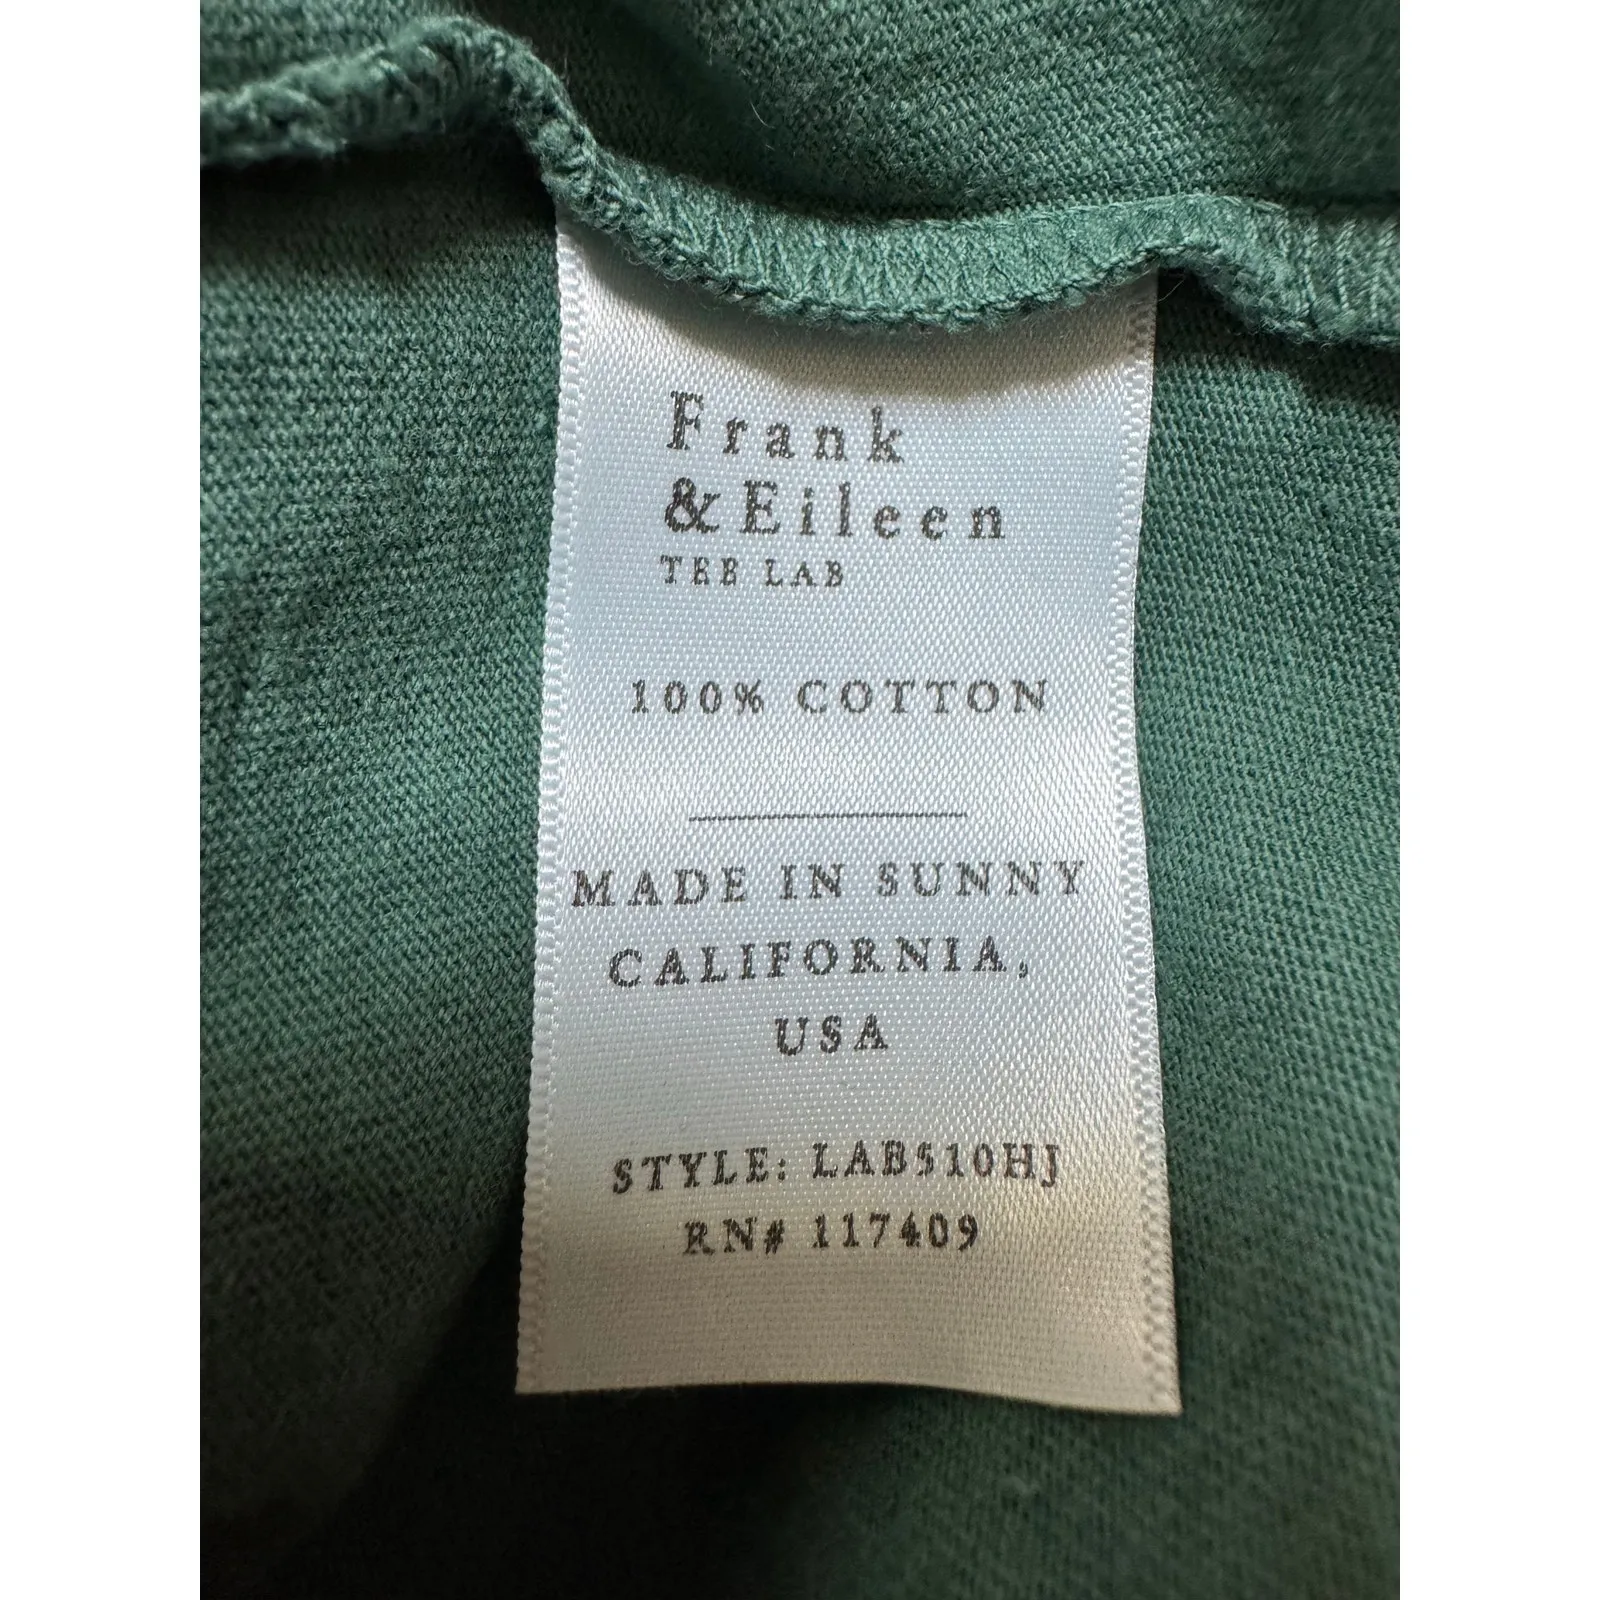 Frank
& Eileen
TEE LAB
100% COTTON
MADE IN SUNNY
CALIFORNIA,
USA
STYLE: LAB510HJ
RN# 117409